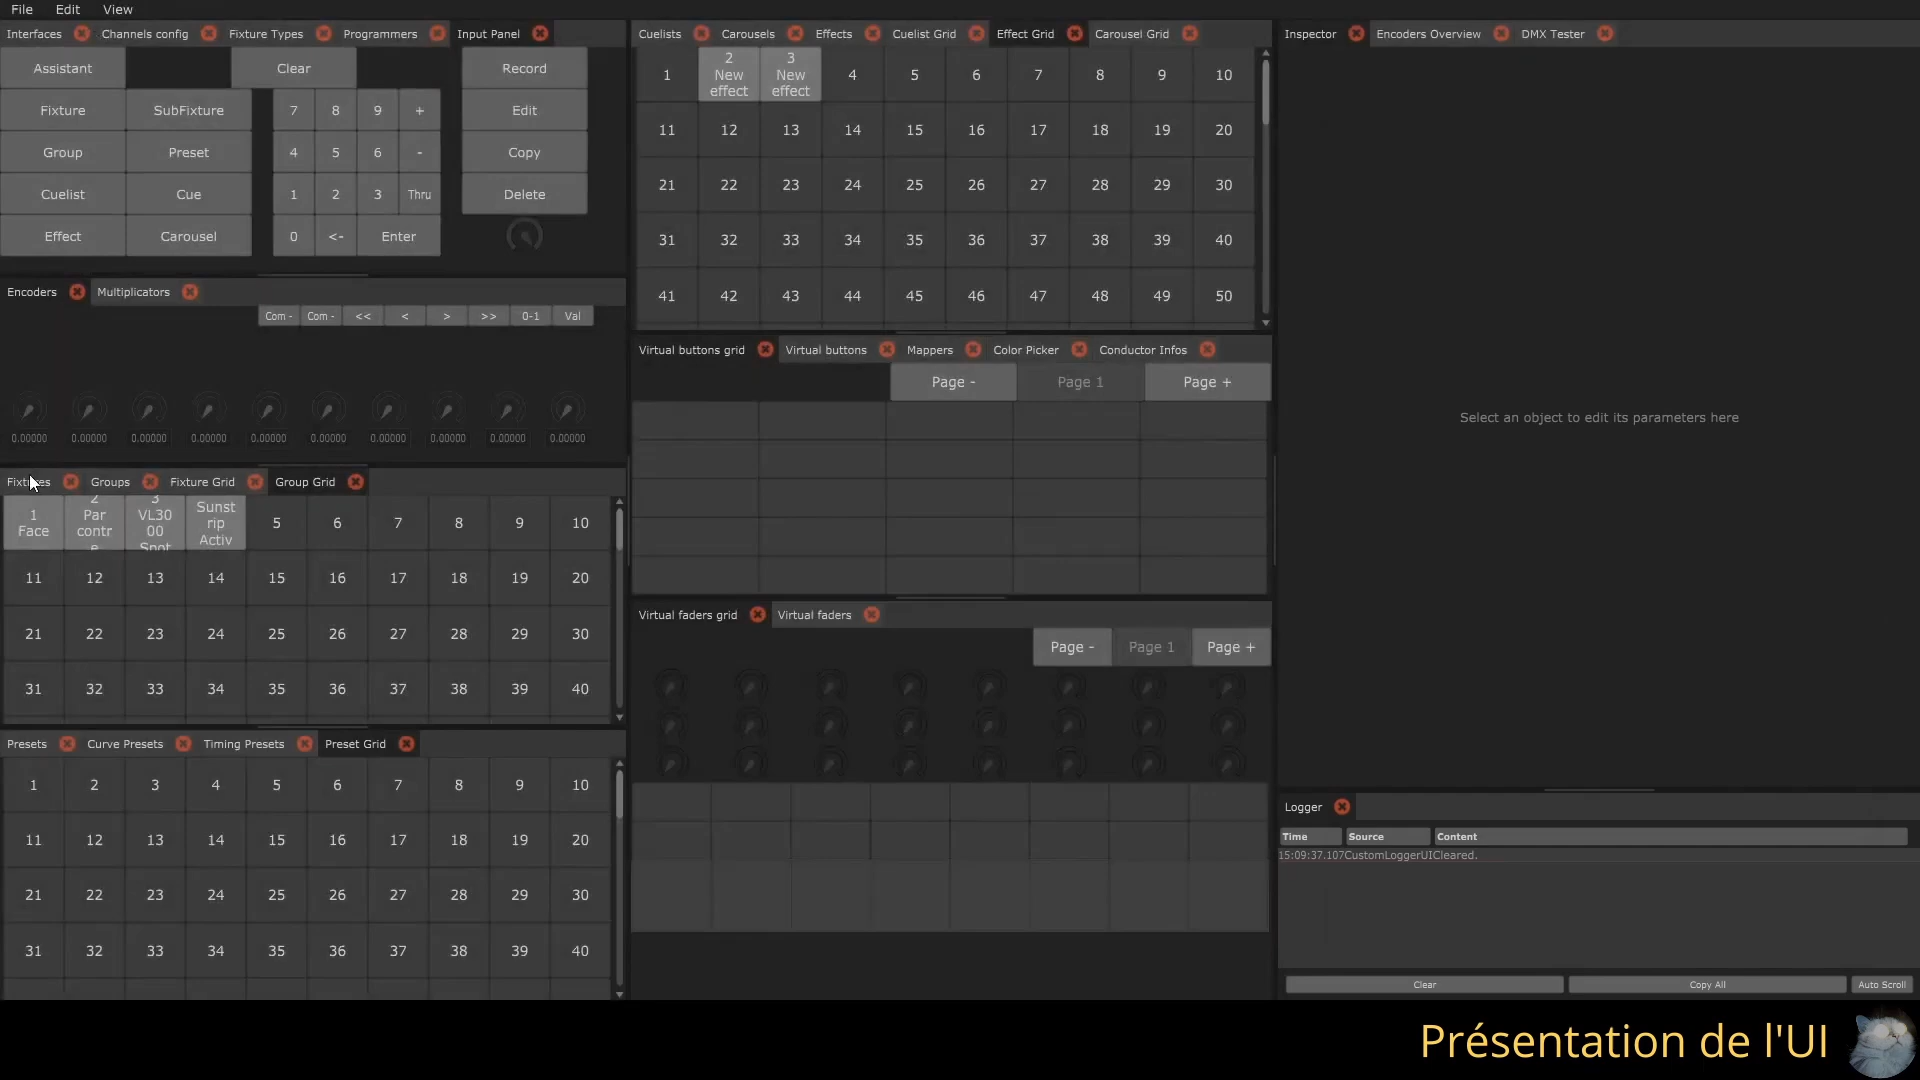 File Edit View
Interfaces Channels config Fixture Types Programmers Input Panel
Assistant Clear Record
Fixture SubFixture 7 8 9 + Edit
Group Preset 4 5 6 - Copy
Cuelist Cue 1 2 3 Thru Delete
Effect Carousel 0 <- Enter
Encoders Multiplicators
Com - Com - << < > >> 0-1 Val
0.00000 0.00000 0.00000 0.00000 0.00000 0.00000 0.00000 0.00000 0.00000 0.00000
Fixtures Groups Fixture Grid Group Grid
1 Face
2 Par contre
3 VL3000 Spot
Sunstrip Activ
5 6 7 8 9 10
11 12 13 14 15 16 17 18 19 20
21 22 23 24 25 26 27 28 29 30
31 32 33 34 35 36 37 38 39 40
Presets Curve Presets Timing Presets Preset Grid
1 2 3 4 5 6 7 8 9 10
11 12 13 14 15 16 17 18 19 20
21 22 23 24 25 26 27 28 29 30
31 32 33 34 35 36 37 38 39 40
Cuelists Carousels Effects Cuelist Grid Effect Grid Carousel Grid
1
2 New effect
3 New effect
4 5 6 7 8 9 10
11 12 13 14 15 16 17 18 19 20
21 22 23 24 25 26 27 28 29 30
31 32 33 34 35 36 37 38 39 40
41 42 43 44 45 46 47 48 49 50
Virtual buttons grid Virtual buttons Mappers Color Picker Conductor Infos
Page - Page 1 Page +
Virtual faders grid Virtual faders
Page - Page 1 Page +
Inspector Encoders Overview DMX Tester
Select an object to edit its parameters here
Logger
Time Source Content
15:09:37.107CustomLoggerUICleared.
Clear Copy All Auto Scroll
Présentation de l'UI